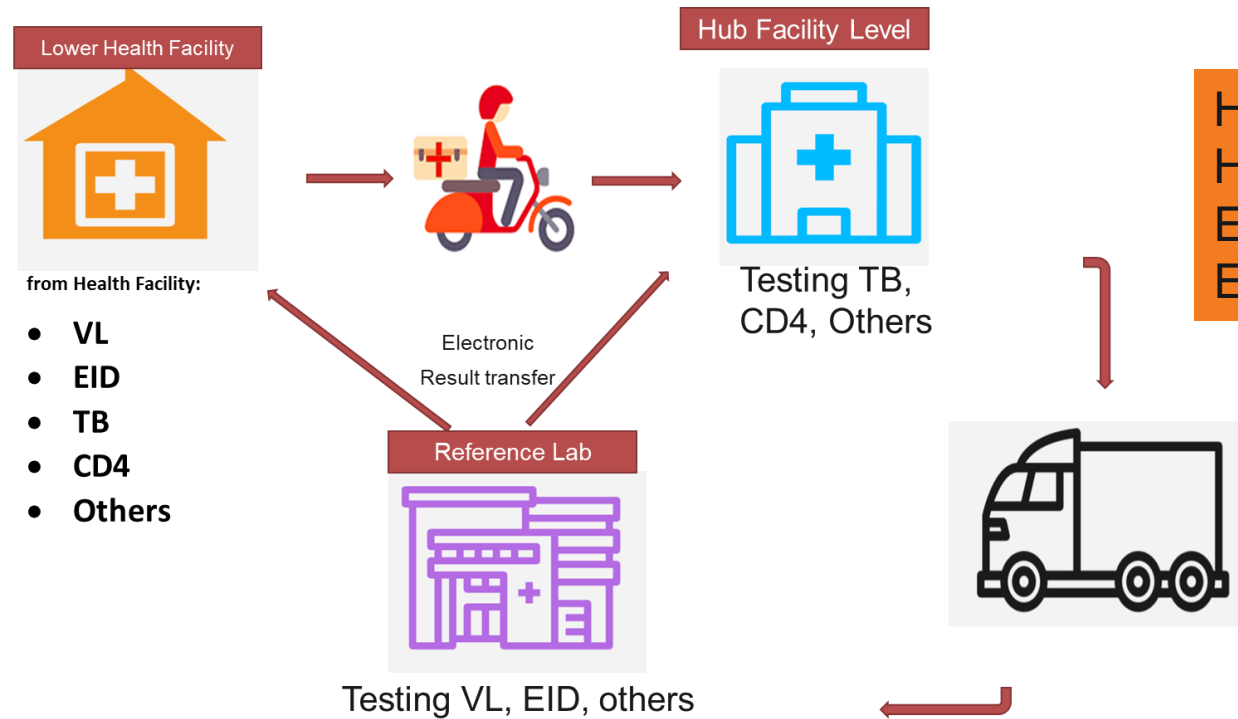 Lower Health Facility
Hub Facility Level
from Health Facility:
• VL
• EID
• TB
• CD4
• Others
Testing TB,
CD4, Others
H
H
E
E
Electronic
Result transfer
Reference Lab
Testing VL, EID, others